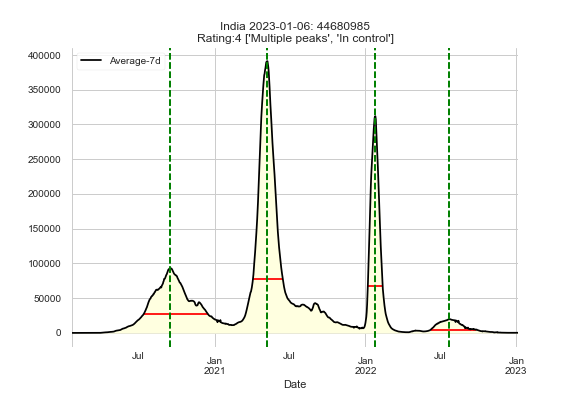 India 2023-01-06: 44680985
Rating:4 ['Multiple peaks', 'In control']
Average-7d
400000
350000
300000
250000
200000
150000
100000
50000
0
Jul
Jan
2021
Jul
Jan
2022
Jul
Jan
2023
Date